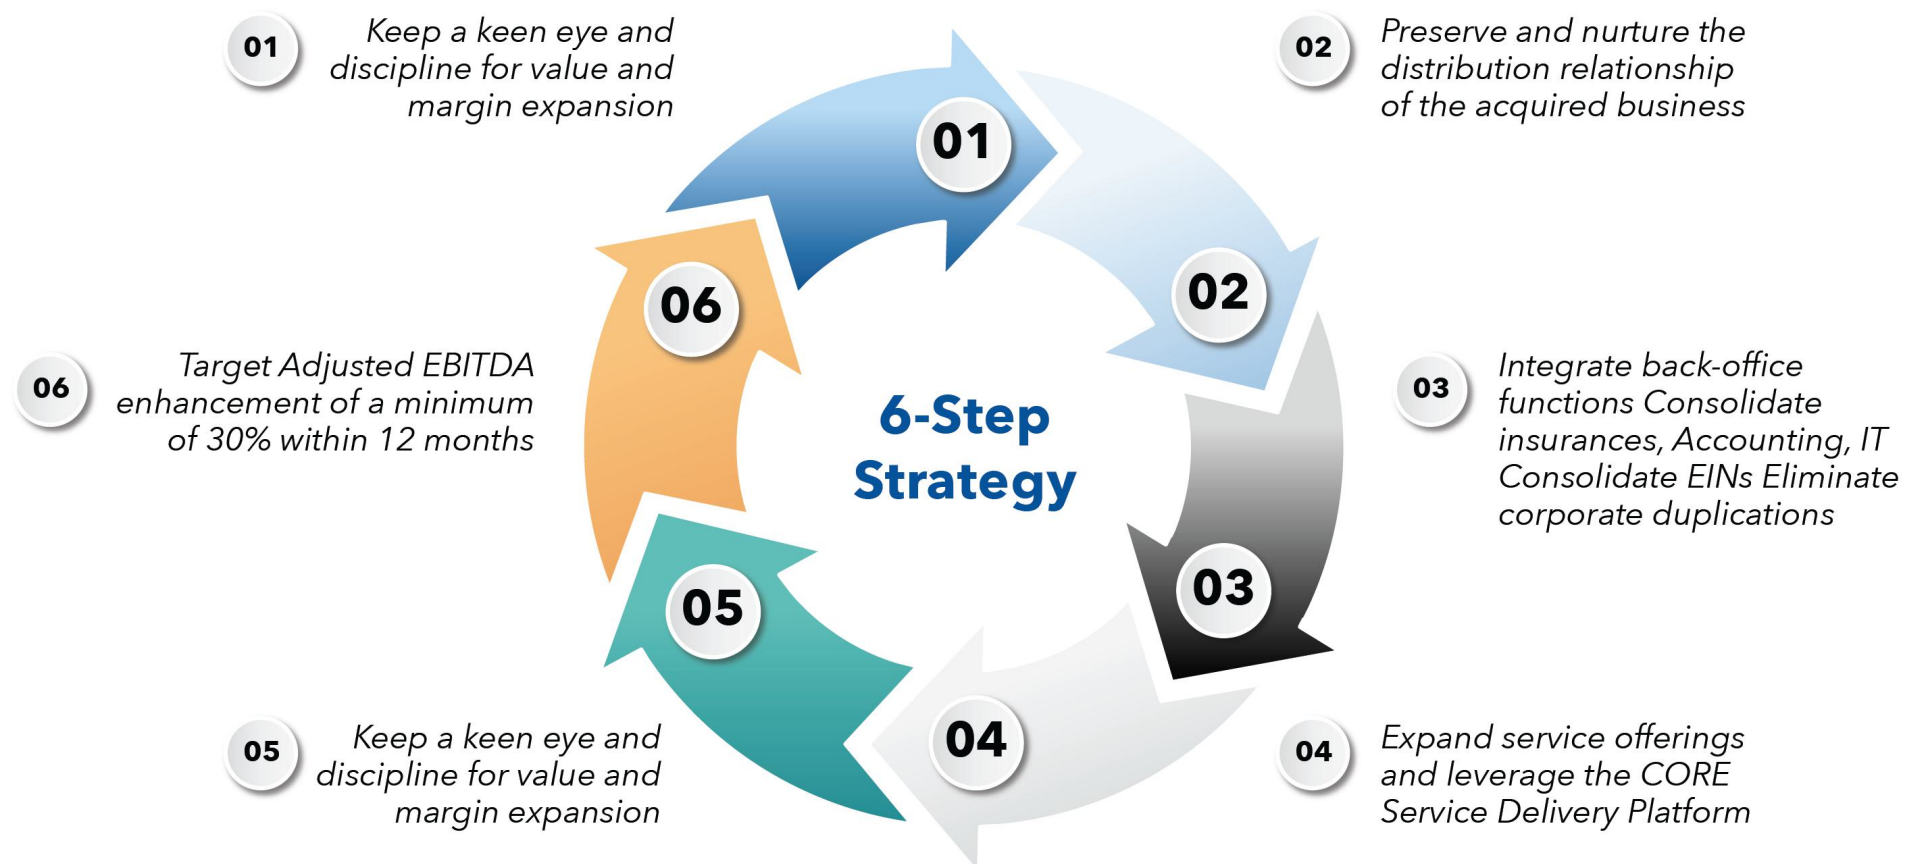 01
Keep a keen eye and
discipline for value and
margin expansion
02
Preserve and nurture the
distribution relationship
of the acquired business
03
Integrate back-office
functions Consolidate
insurances, Accounting, IT
Consolidate EINs Eliminate
corporate duplications
04
Expand service offerings
and leverage the CORE
Service Delivery Platform
05
Keep a keen eye and
discipline for value and
margin expansion
06
Target Adjusted EBITDA
enhancement of a minimum
of 30% within 12 months
01
02
03
04
05
06
6-Step
Strategy